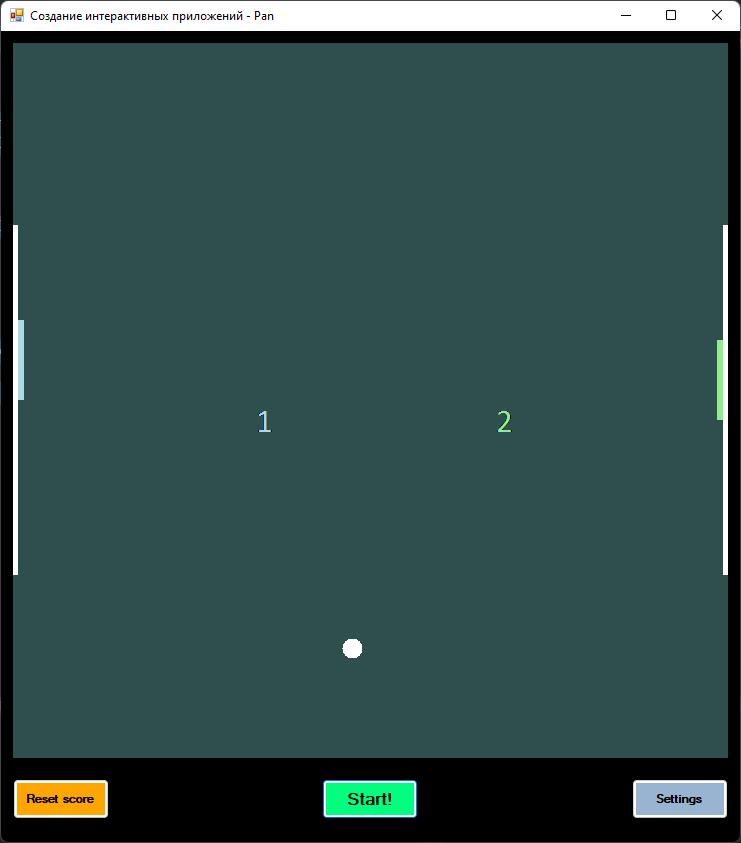 Создание интерактивных приложений - Pan
1 2
Reset score Start! Settings